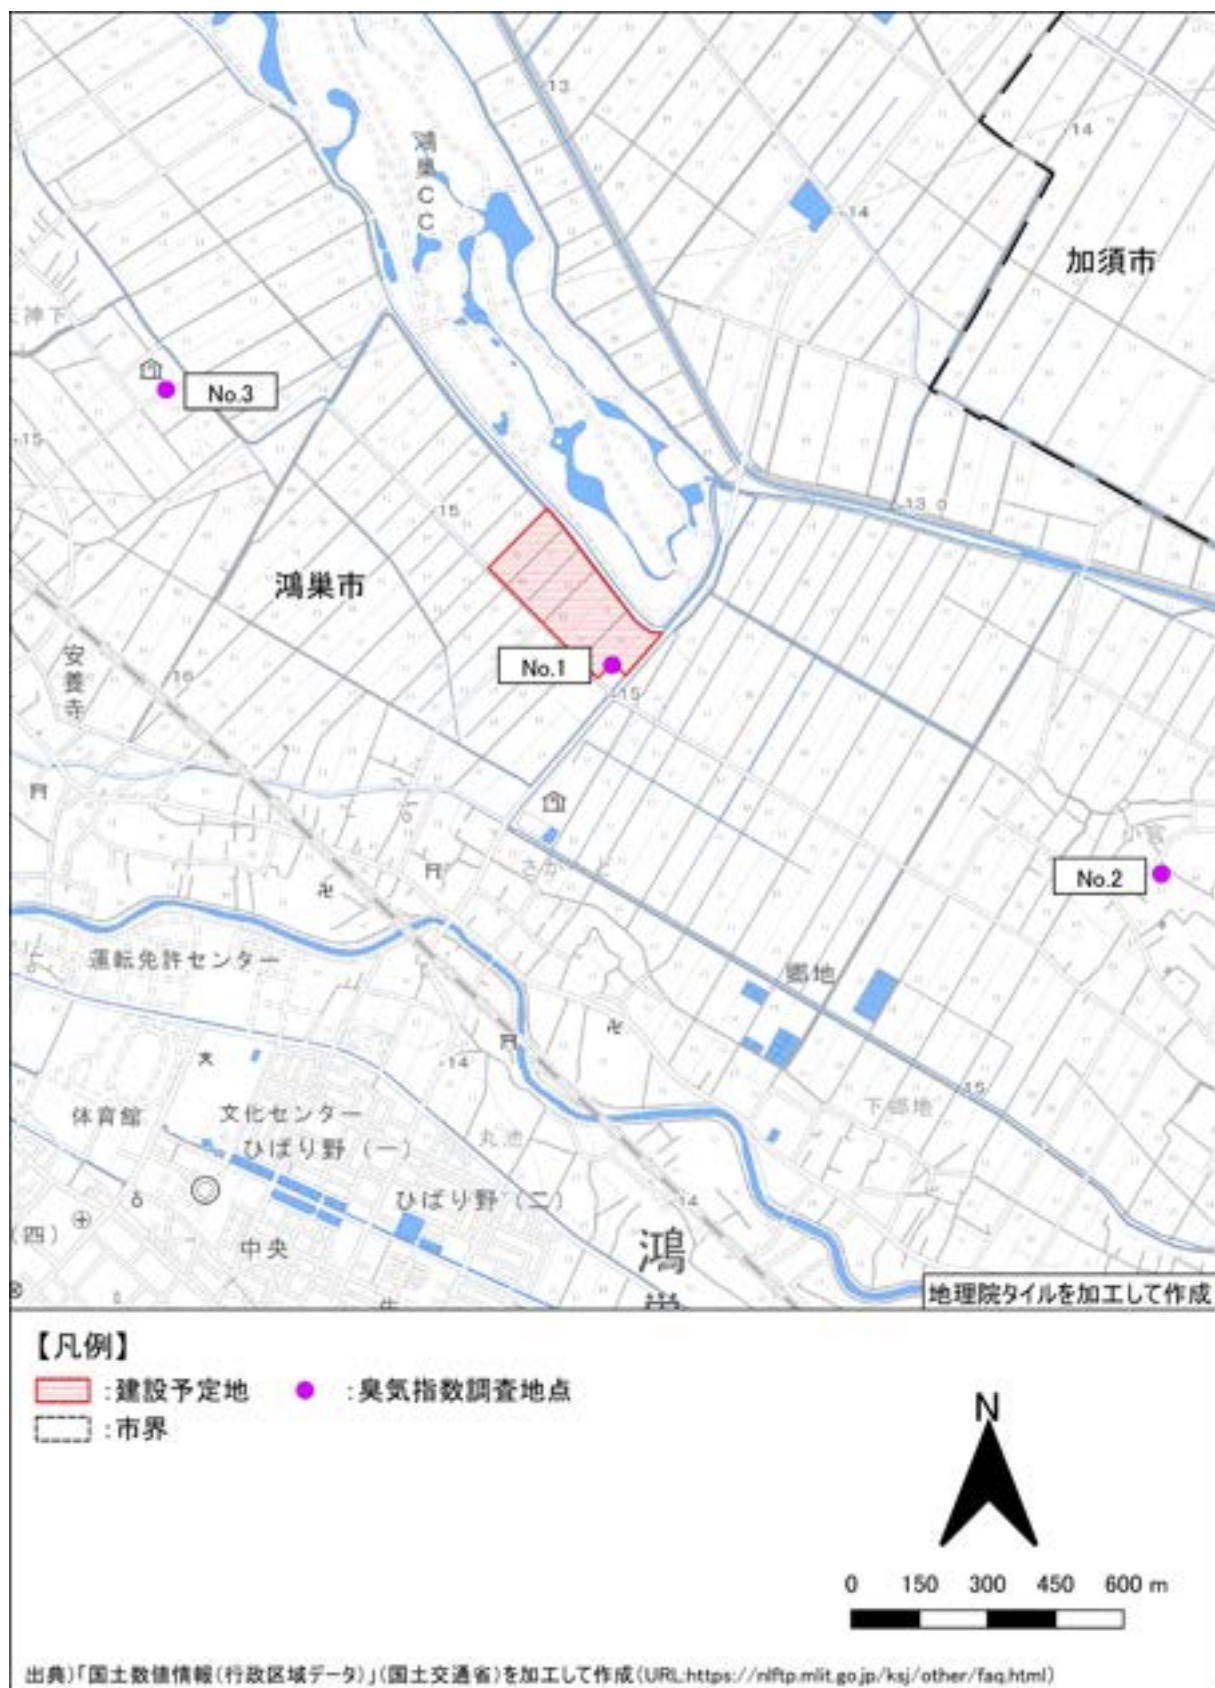 13
14
鴻巣CC
14
加須市
天神下
No.3
15
13.0
15
鴻巣市
No.1
15
安養寺
16
No.2
運転免許センター
郷地
14
15
下郷地
体育館
文化センター
丸池
ひばり野(一)
ひばり野(二)
14
(四)
中央
鴻
地理院タイルを加工して作成
【凡例】
:建設予定地
:臭気指数調査地点
:市界
N
0 150 300 450 600 m
出典)「国土数値情報(行政区域データ)」(国土交通省)を加工して作成(URL:https://nlftp.mlit.go.jp/ksj/other/faq.html)